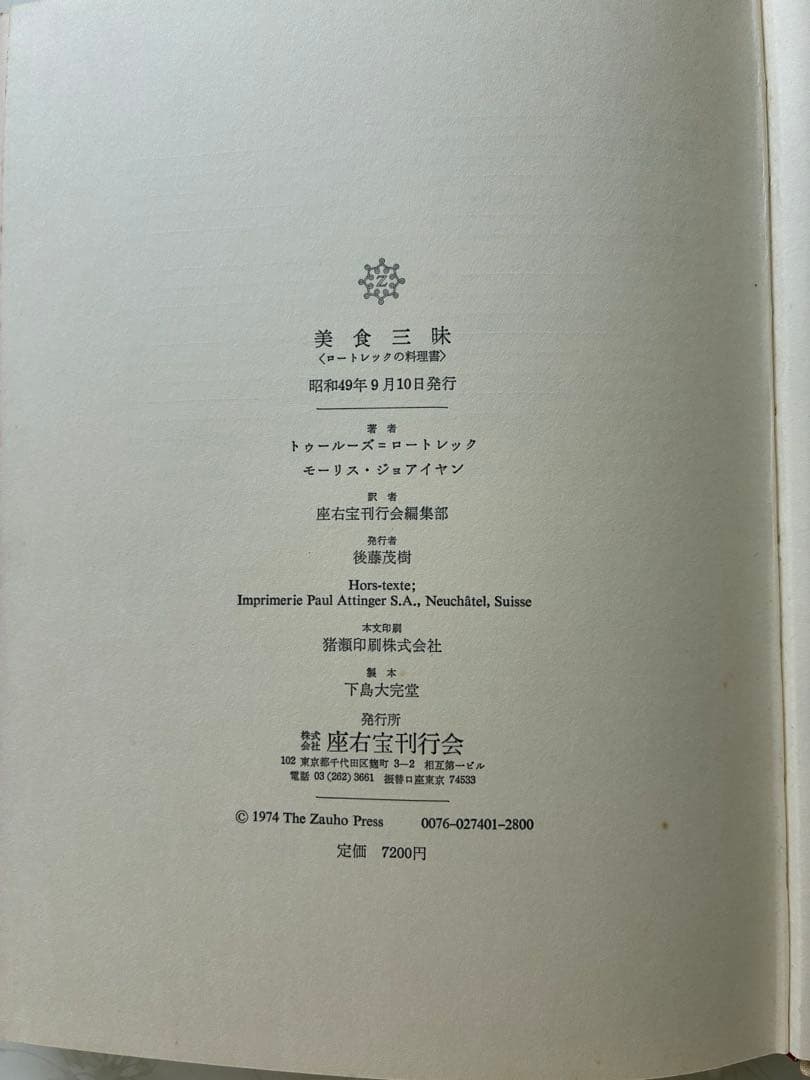 Z
美食三昧
〈ロートレックの料理書〉
昭和49年9月10日発行
著者
トゥールーズ=ロートレック
モーリス・ジョアイヤン
訳者
座右宝刊行会編集部
発行者
後藤茂樹
Hors-texte;
Imprimerie Paul Attinger S.A., Neuchâtel, Suisse
本文印刷
猪瀬印刷株式会社
製本
下島大完堂
発行所
株式会社 座右宝刊行会
102 東京都千代田区麹町 3-2 相互第一ビル
電話 03(262)3661 振替口座東京 74533
© 1974 The Zauho Press 0076-027401-2800
定価 7200円